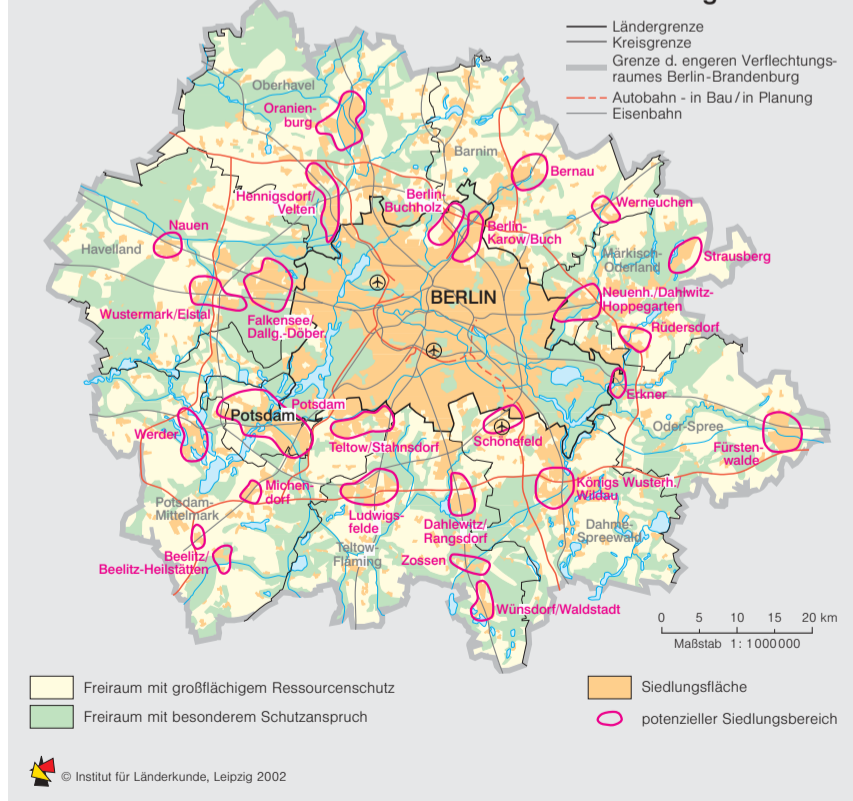 Ländergrenze
Kreisgrenze
Grenze d. engeren Verflechtungs-
raumes Berlin-Brandenburg
Autobahn - in Bau/in Planung
Eisenbahn
Oberhavel
Oranien-
burg
Barnim
Bernau
Hennigsdorf/
Velten
Berlin-
Buchholz
Berlin-
Karow/Buch
Werneuchen
Nauen
Havelland
Märkisch-
Oderland
Strausberg
Wustermark/Elstal
Falkensee/
Dallg.-Döber.
BERLIN
Neuenh./Dahlwitz-
Hoppegarten
Rüdersdorf
Erkner
Potsdam
Potsdam
Werder
Teltow/Stahnsdorf
Schönefeld
Oder-Spree
Fürsten-
walde
Michen-
dorf
Potsdam-
Mittelmark
Ludwigs-
felde
Dahlewitz/
Rangsdorf
Königs Wusterh./
Wildau
Dahme-
Spreewald
Beelitz/
Beelitz-Heilstätten
Teltow-
Fläming
Zossen
Wünsdorf/Waldstadt
0 5 10 15 20 km
Maßstab 1:1000000
Freiraum mit großflächigem Ressourcenschutz
Freiraum mit besonderem Schutzanspruch
Siedlungsfläche
potenzieller Siedlungsbereich
© Institut für Länderkunde, Leipzig 2002